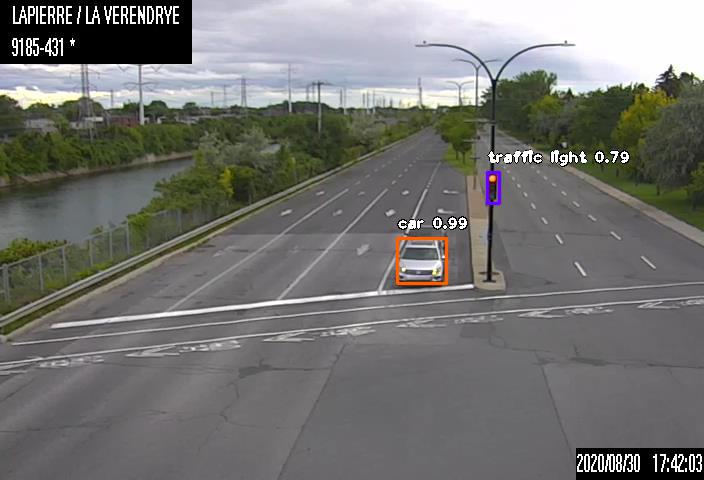 LAPIERRE / LA VERENDRYE
9185-431 *
traffic light 0.79
car 0.99
2020/08/30 17:42:03